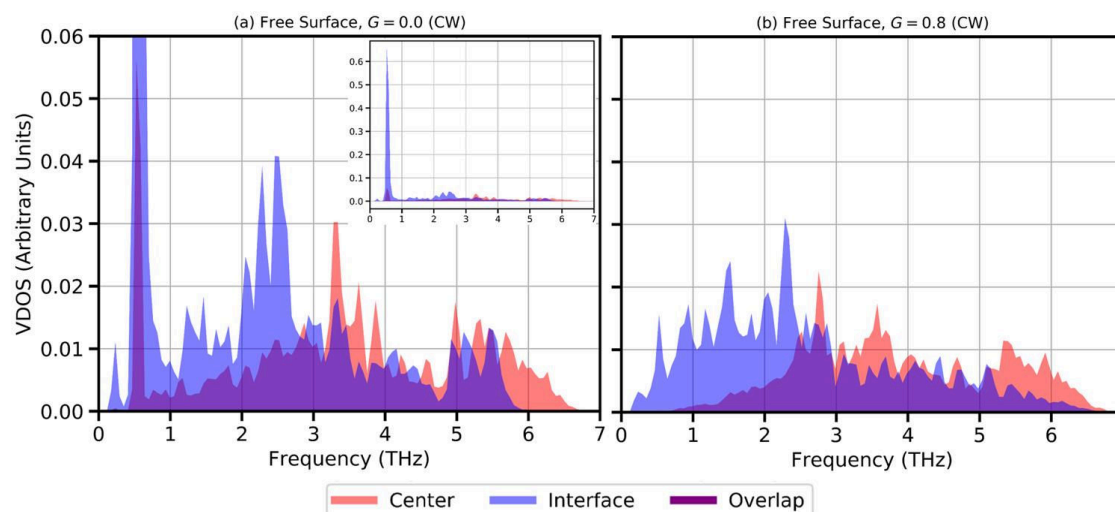 (a) Free Surface, G = 0.0 (CW)
(b) Free Surface, G = 0.8 (CW)
VDOS (Arbitrary Units)
0.06
0.05
0.04
0.03
0.02
0.01
0.00
0.6
0.5
0.4
0.3
0.2
0.1
0.0
0 1 2 3 4 5 6 7
0 1 2 3 4 5 6 7
0 1 2 3 4 5 6
Frequency (THz)
Frequency (THz)
Center Interface Overlap